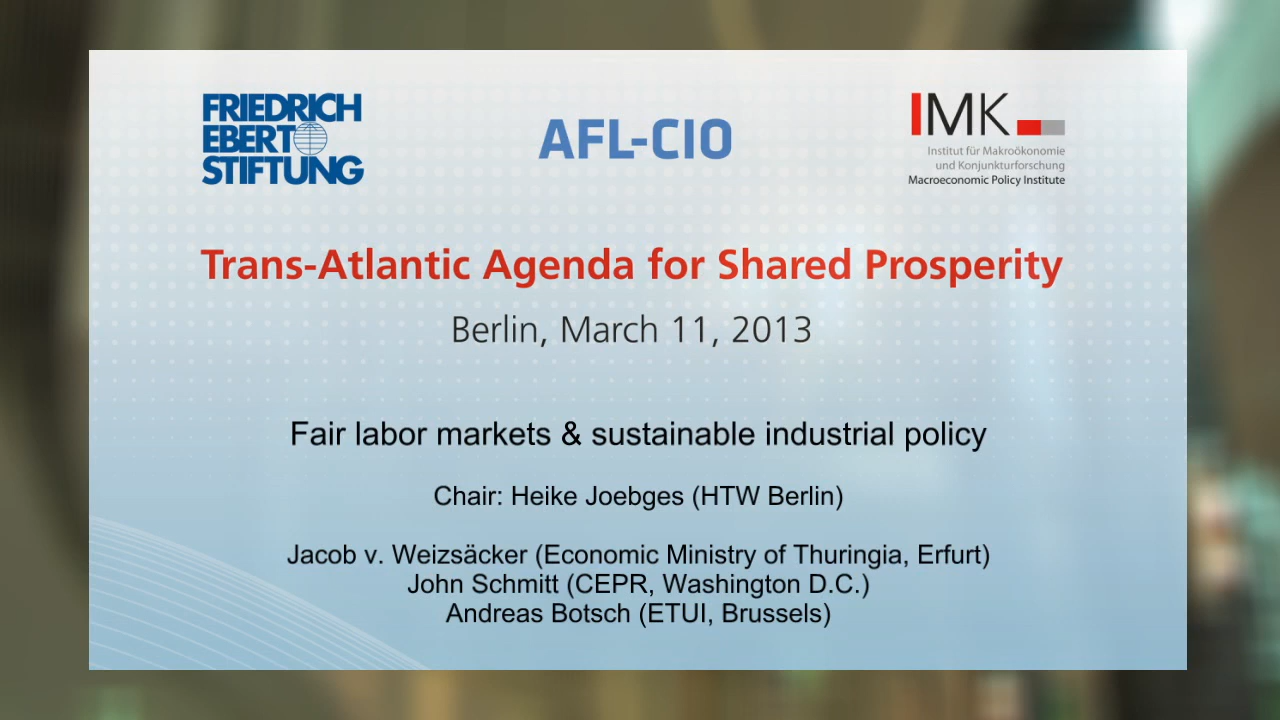 FRIEDRICH
EBERT
STIFTUNG
AFL-CIO
IMK
Institut für Makroökonomie
und Konjunkturforschung
Macroeconomic Policy Institute
Trans-Atlantic Agenda for Shared Prosperity
Berlin, March 11, 2013
Fair labor markets & sustainable industrial policy
Chair: Heike Joebges (HTW Berlin)
Jacob v. Weizsäcker (Economic Ministry of Thuringia, Erfurt)
John Schmitt (CEPR, Washington D.C.)
Andreas Botsch (ETUI, Brussels)